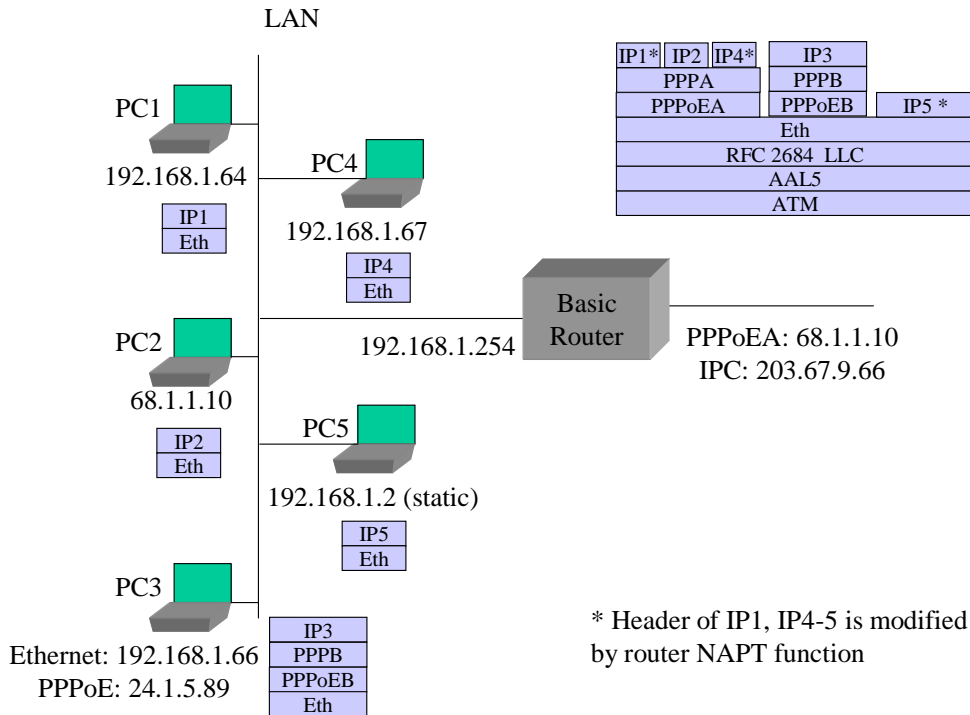 LAN
IP1* IP2 IP4* IP3
PPPA PPPB
PPPoEA PPPoEB IP5 *
Eth
RFC 2684 LLC
AAL5
ATM
PC1
192.168.1.64
IP1
Eth
PC4
192.168.1.67
IP4
Eth
Basic
Router
192.168.1.254
PPPoEA: 68.1.1.10
IPC: 203.67.9.66
PC2
68.1.1.10
IP2
Eth
PC5
192.168.1.2 (static)
IP5
Eth
PC3
Ethernet: 192.168.1.66
PPPoE: 24.1.5.89
IP3
PPPB
PPPoEB
Eth
* Header of IP1, IP4-5 is modified
by router NAPT function